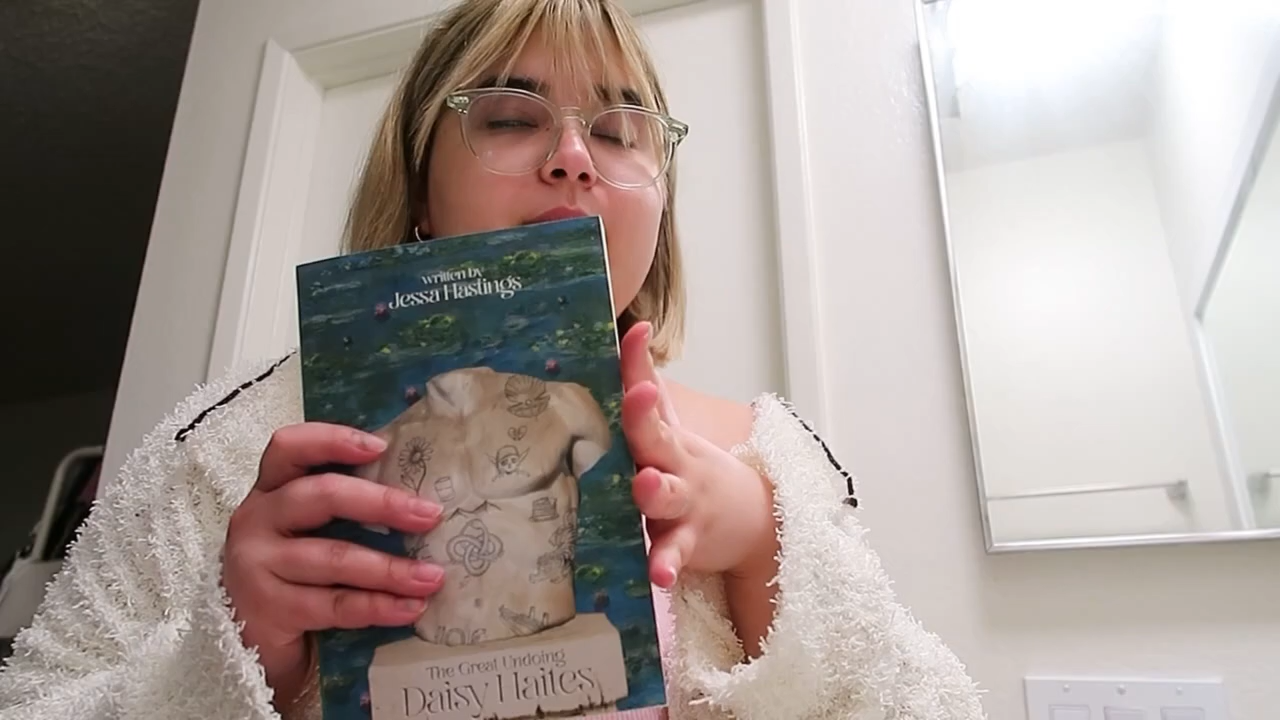 written by
Jessa Hastings
The Great Undoing
Daisy Haites